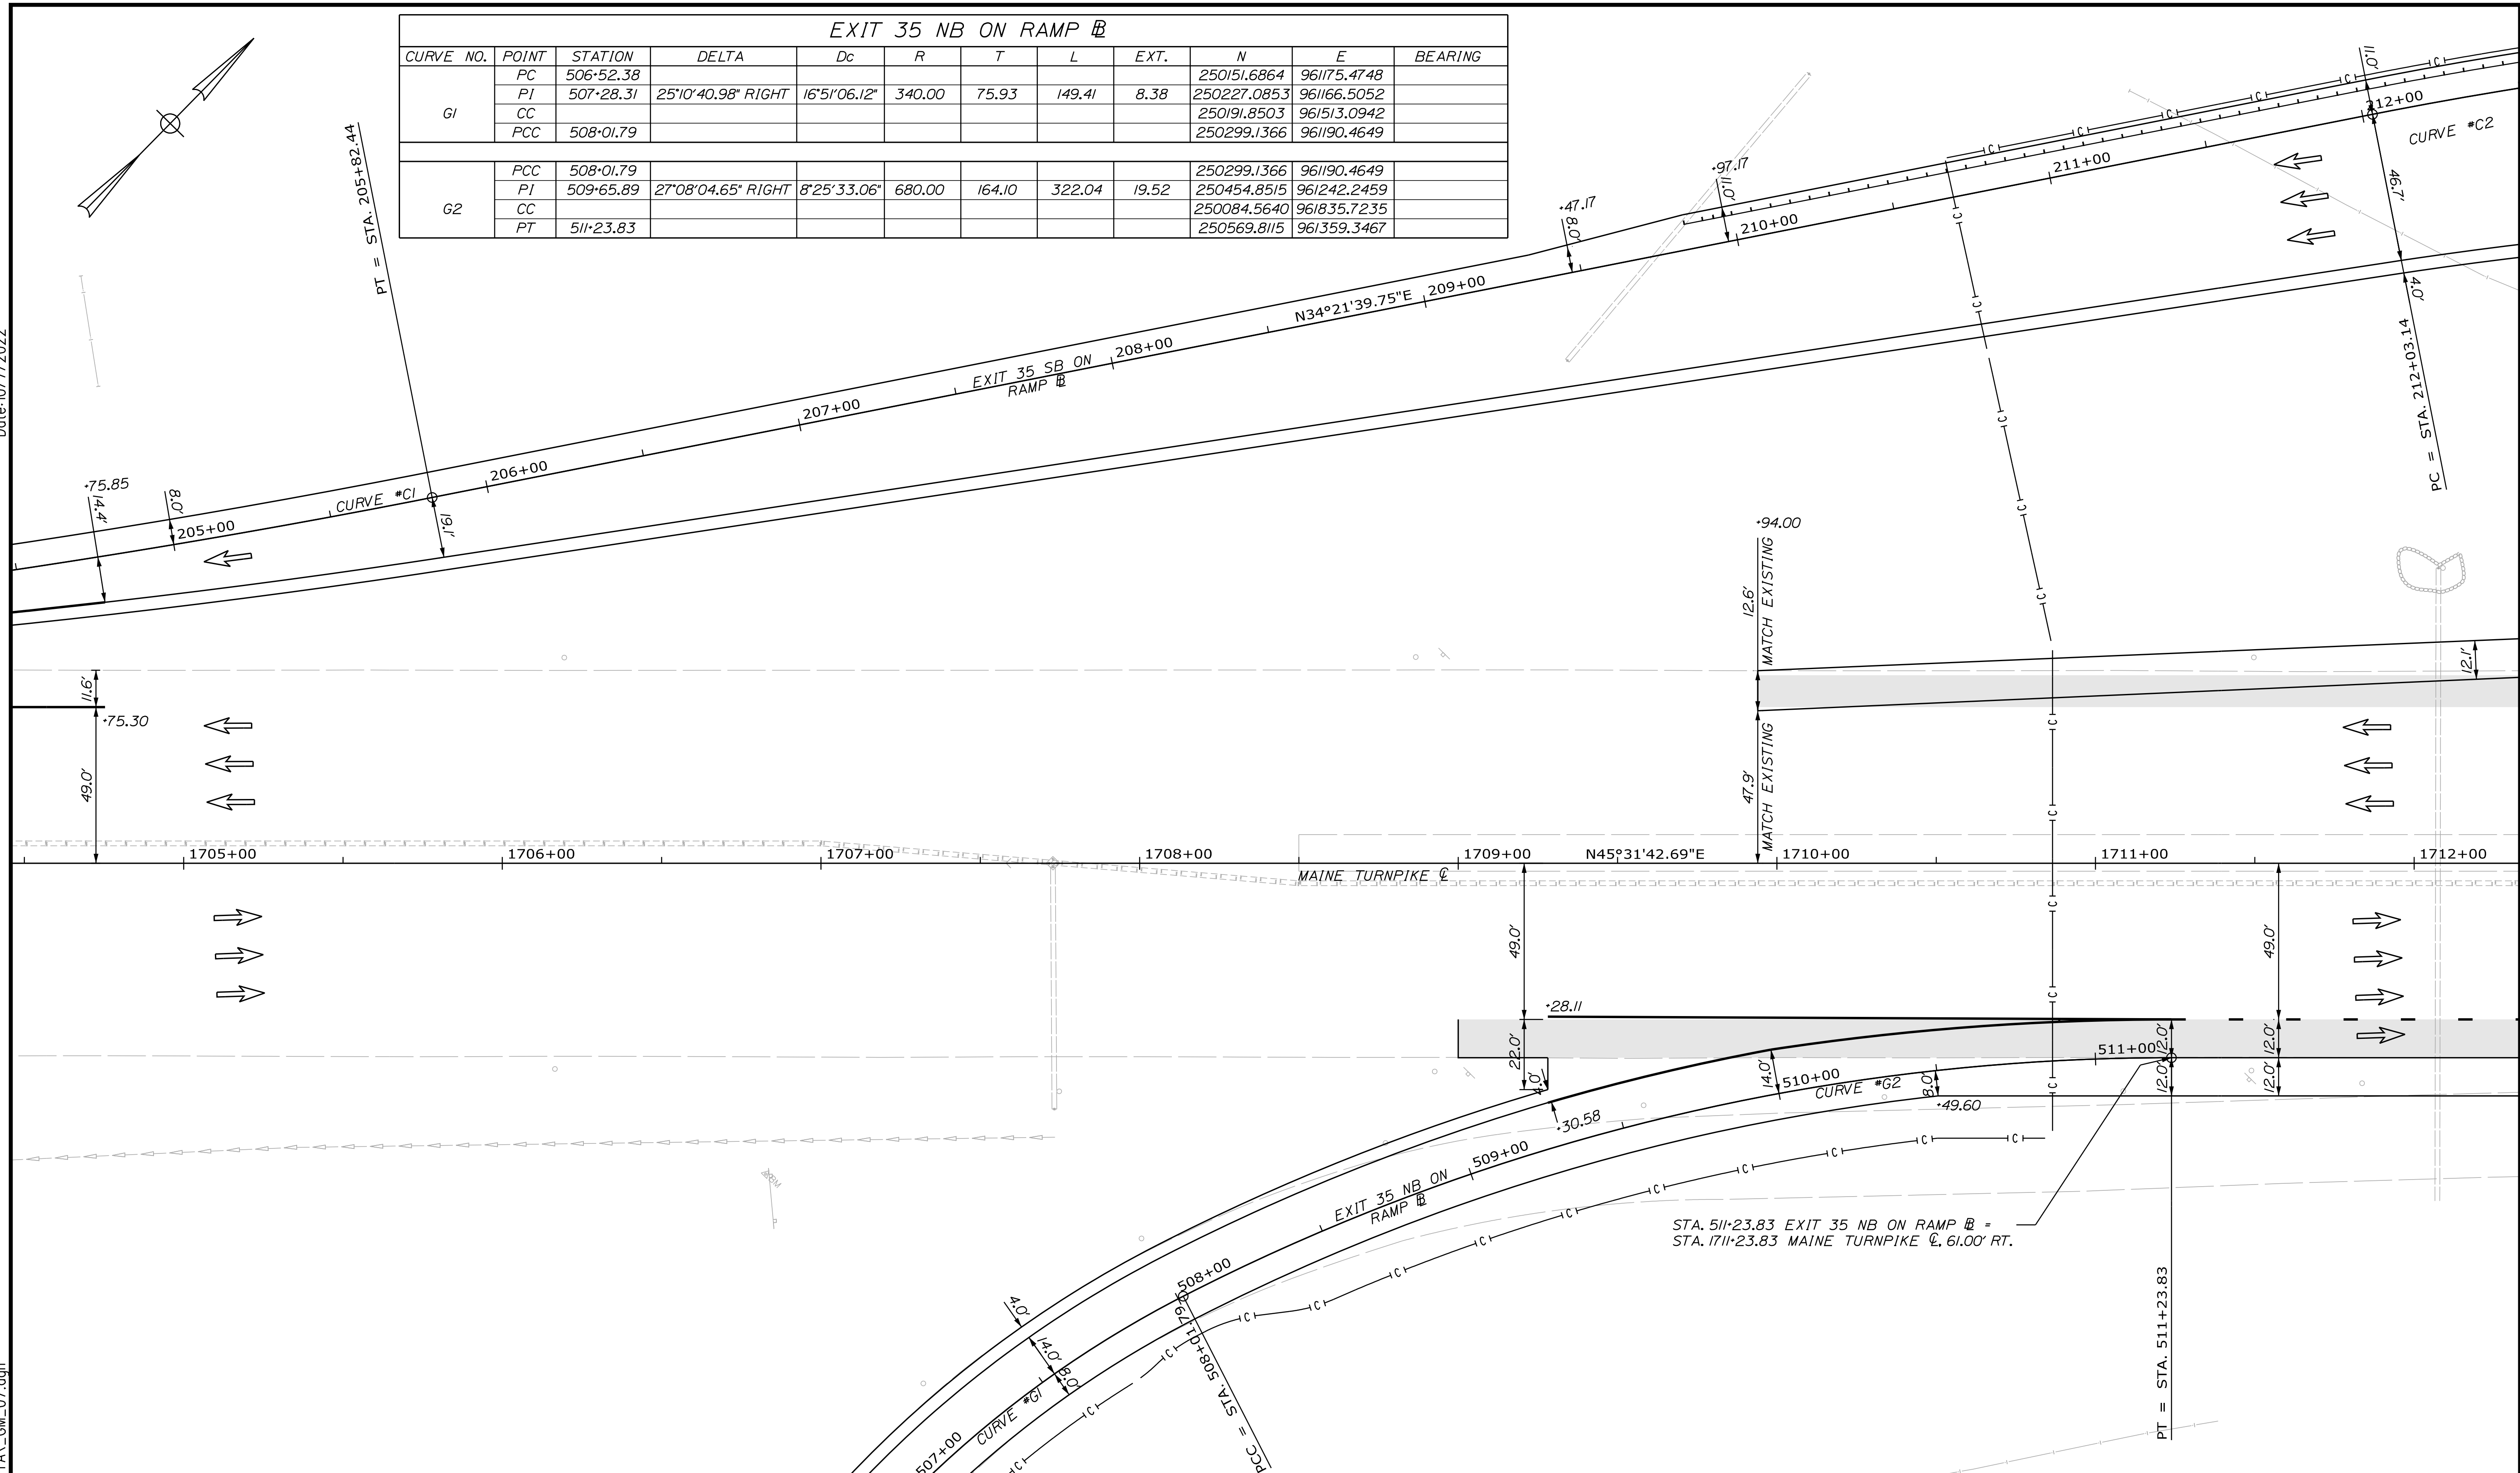 EXIT 35 NB ON RAMP BL
CURVE NO. POINT STATION DELTA Dc R T L EXT. N E BEARING
PC 506+52.38 250151.6864 961175.4748
PI 507+28.31 25°10'40.98" RIGHT 16°51'06.12" 340.00 75.93 149.41 8.38 250227.0853 961166.5052
G1 CC 250191.8503 961513.0942
PCC 508+01.79 250299.1366 961190.4649
PCC 508+01.79 250299.1366 961190.4649
PI 509+65.89 27°08'04.65" RIGHT 8°25'33.06" 680.00 164.10 322.04 19.52 250454.8515 961242.2459
G2 CC 250084.5640 961835.7235
PT 511+23.83 250569.8115 961359.3467
PT = STA. 205+82.44
+75.85
14.4'
8.0'
205+00
CURVE #C1
19.1'
206+00
207+00
EXIT 35 SB ON
RAMP BL
208+00
N34°21'39.75"E
209+00
+47.17
8.0'
+97.17
11.0'
210+00
211+00
11.0'
212+00
CURVE #C2
46.7'
4.0'
PC = STA. 212+03.14
+94.00
12.6'
MATCH EXISTING
47.9'
MATCH EXISTING
12.1'
11.6'
+75.30
49.0'
1705+00
1706+00
1707+00
1708+00
1709+00
N45°31'42.69"E
1710+00
1711+00
1712+00
MAINE TURNPIKE CL
49.0'
49.0'
+28.11
22.0'
4.0'
+30.58
14.0'
510+00
CURVE #G2
8.0'
+49.60
511+00
12.0'
12.0'
12.0'
12.0'
509+00
EXIT 35 NB ON
RAMP BL
STA. 511+23.83 EXIT 35 NB ON RAMP BL =
STA. 1711+23.83 MAINE TURNPIKE CL, 61.00' RT.
508+00
PCC = STA. 508+01.79
4.0'
14.0'
8.0'
CURVE #G1
507+00
PT = STA. 511+23.83